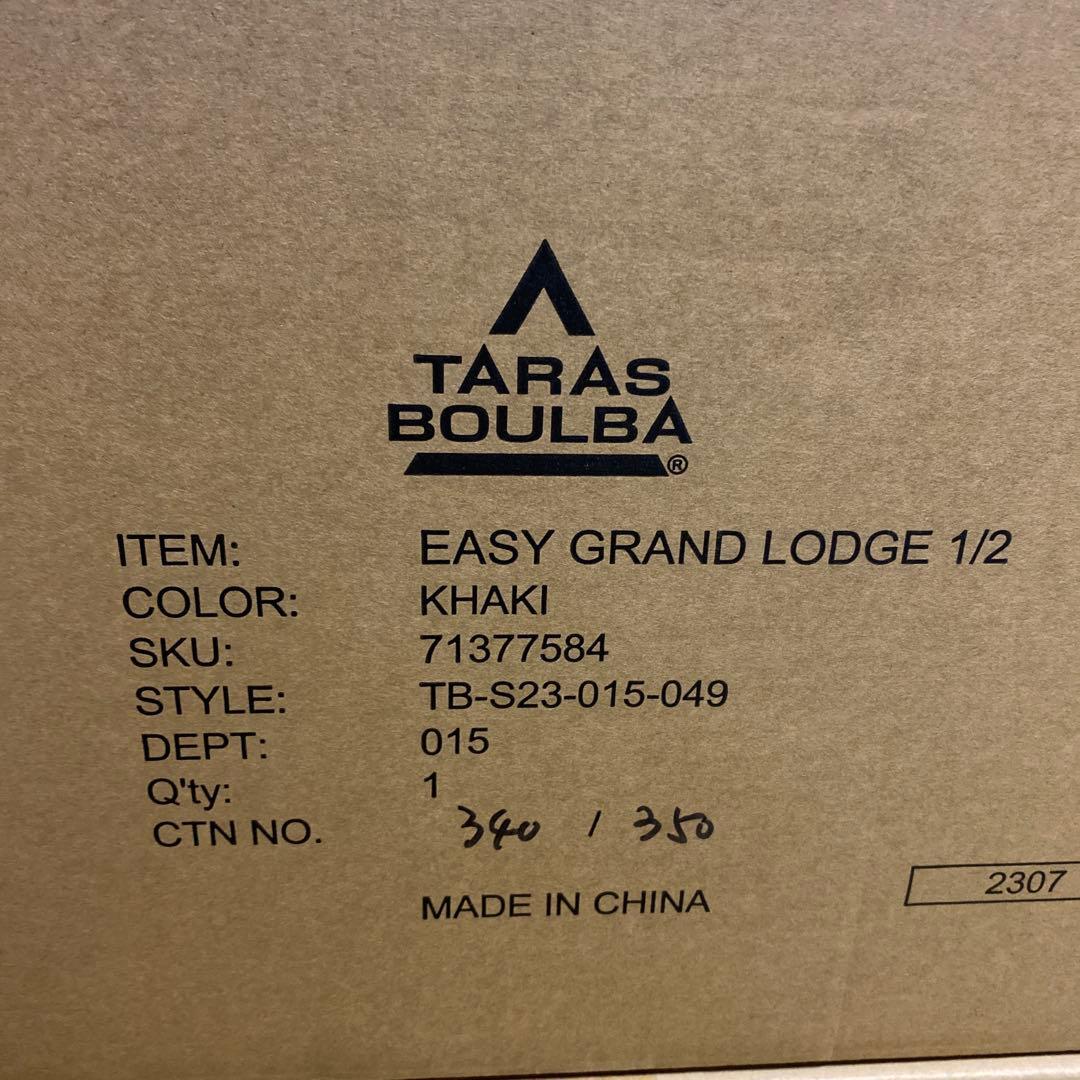 TARAS
BOULBA
®
ITEM: EASY GRAND LODGE 1/2
COLOR: KHAKI
SKU: 71377584
STYLE: TB-S23-015-049
DEPT: 015
Q'ty: 1
CTN NO. 340 / 350
MADE IN CHINA
2307